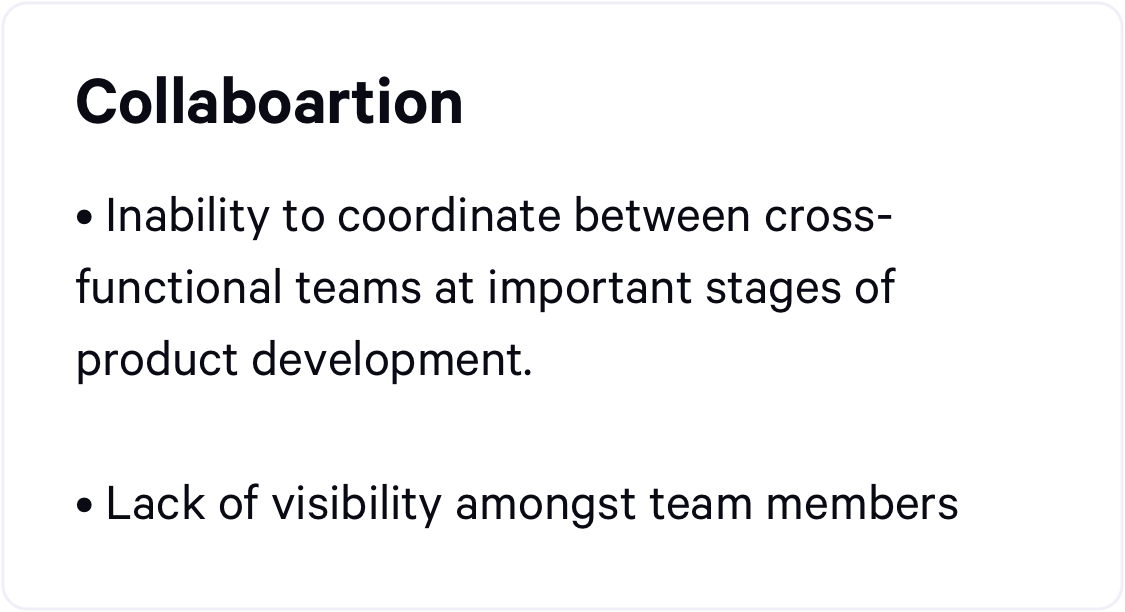 Collaboartion
• Inability to coordinate between cross-
functional teams at important stages of
product development.
• Lack of visibility amongst team members